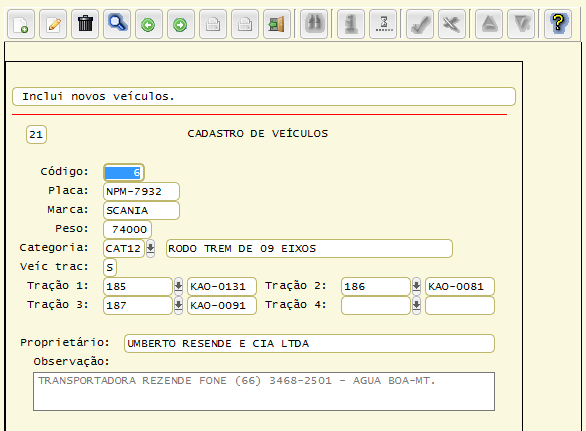 Inclui novos veículos.
21 CADASTRO DE VEÍCULOS
Código: 6
Placa: NPM-7932
Marca: SCANIA
Peso: 74000
Categoria: CAT12 RODO TREM DE 09 EIXOS
Veíc trac: S
Tração 1: 185 KAO-0131 Tração 2: 186 KAO-0081
Tração 3: 187 KAO-0091 Tração 4:
Proprietário: UMBERTO RESENDE E CIA LTDA
Observação:
TRANSPORTADORA REZENDE FONE (66) 3468-2501 - AGUA BOA-MT.